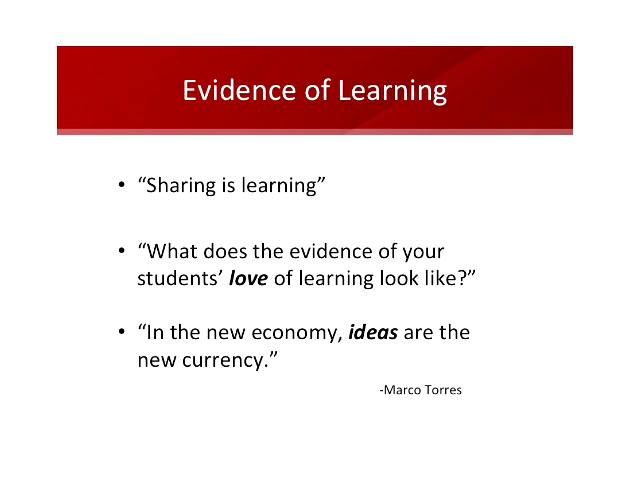 Evidence of Learning
• “Sharing is learning”
• “What does the evidence of your
students’ love of learning look like?”
• “In the new economy, ideas are the
new currency.”
-Marco Torres